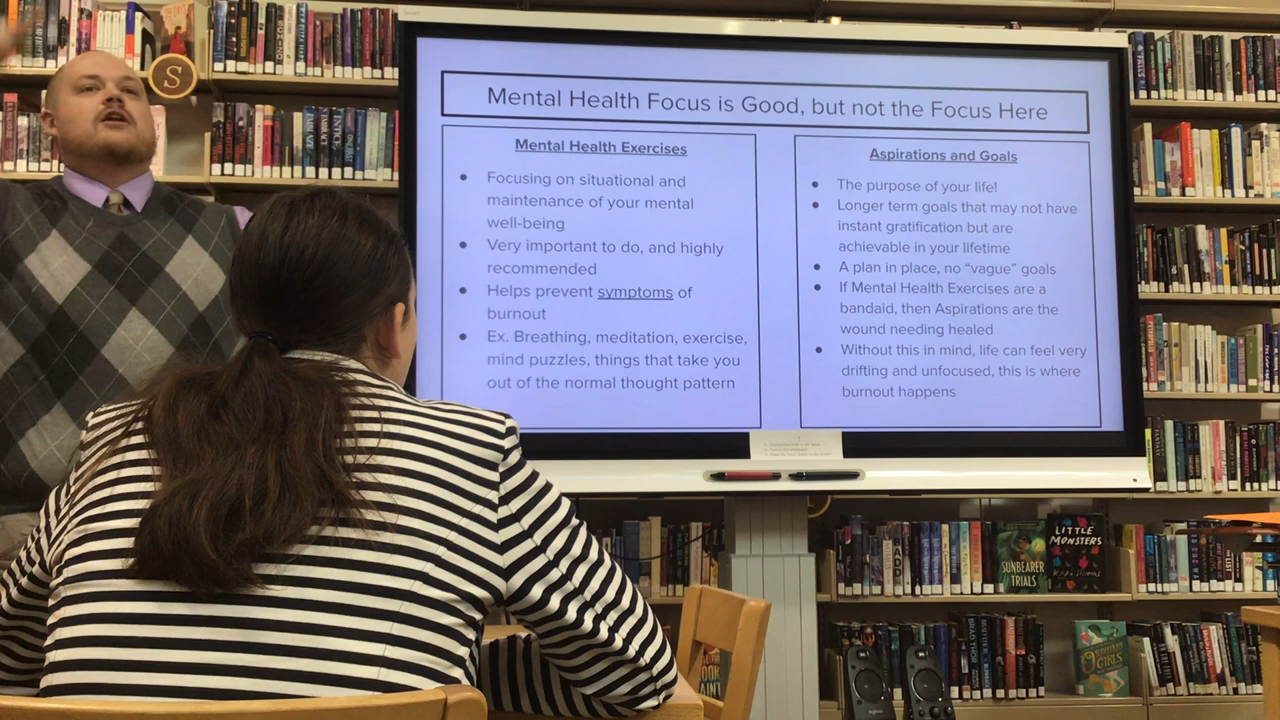 Mental Health Focus is Good, but not the Focus Here
Mental Health Exercises
● Focusing on situational and
maintenance of your mental
well-being
● Very important to do, and highly
recommended
● Helps prevent symptoms of
burnout
● Ex. Breathing, meditation, exercise,
mind puzzles, things that take you
out of the normal thought pattern
Aspirations and Goals
● The purpose of your life!
● Longer term goals that may not have
instant gratification but are
achievable in your lifetime
● A plan in place, no “vague” goals
● If Mental Health Exercises are a
bandaid, then Aspirations are the
wound needing healed
● Without this in mind, life can feel very
drifting and unfocused, this is where
burnout happens
S
SUNBEARER
TRIALS
LITTLE
MONSTERS
BRAD THOR
GIRLS